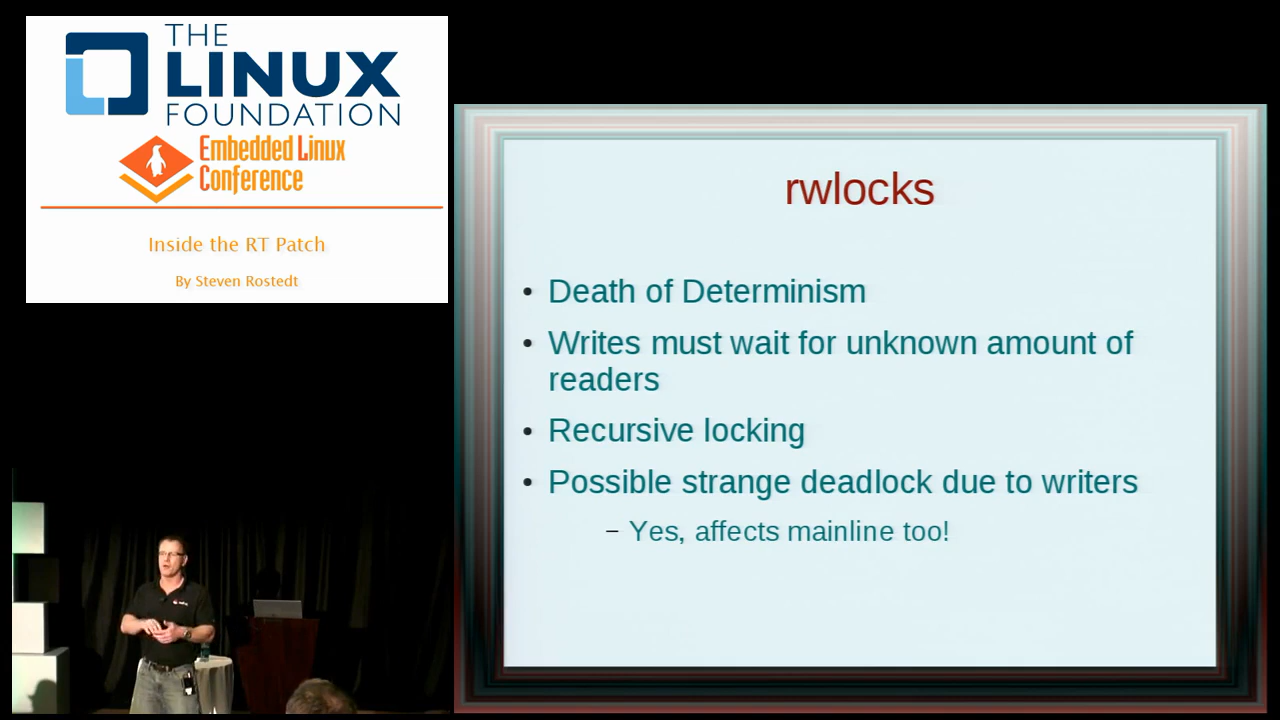 THE
LINUX
FOUNDATION
Embedded Linux
Conference
Inside the RT Patch
By Steven Rostedt
rwlocks
• Death of Determinism
• Writes must wait for unknown amount of
readers
• Recursive locking
• Possible strange deadlock due to writers
– Yes, affects mainline too!